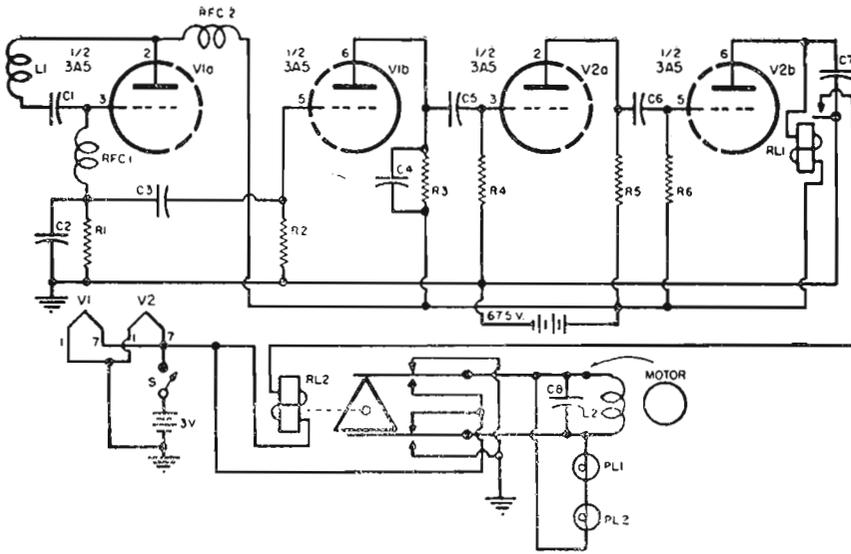 RFC 2
1/2
3A5
2
V1a
L1
C1
3
RFC 1
C2
R1
C3
1/2
3A5
6
V1b
5
R2
C4
R3
C5
1/2
3A5
2
V2a
3
R4
R5
C6
1/2
3A5
6
V2b
5
R6
RL1
C7
67.5 V.
V1
V2
1
7
1
7
S
3V
RL2
C8
L2
MOTOR
PL1
PL2